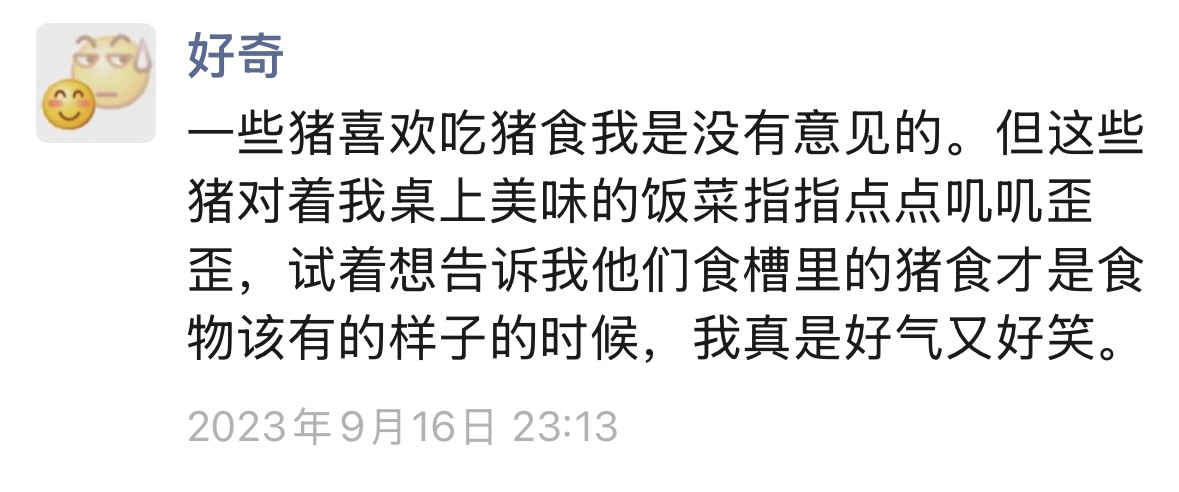 好奇
一些猪喜欢吃猪食我是没有意见的。但这些
猪对着我桌上美味的饭菜指指点点叽叽歪
歪，试着想告诉我他们食槽里的猪食才是食
物该有的样子的时候，我真是好气又好笑。
2023年9月16日 23:13